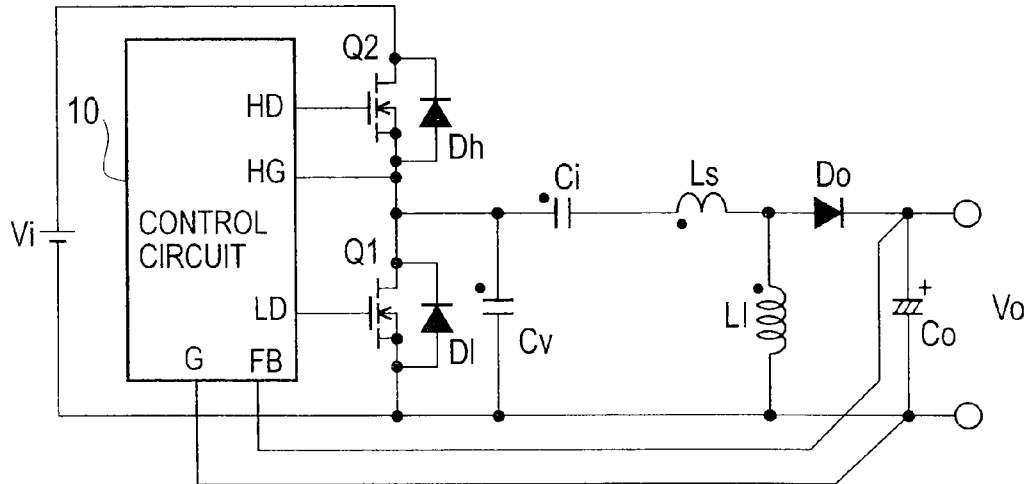 Q2
10
HD
Dh
HG
Ci
Ls
Do
CONTROL
CIRCUIT
Vi
Q1
LD
Dl
Cv
Ll
+
Co
Vo
G
FB